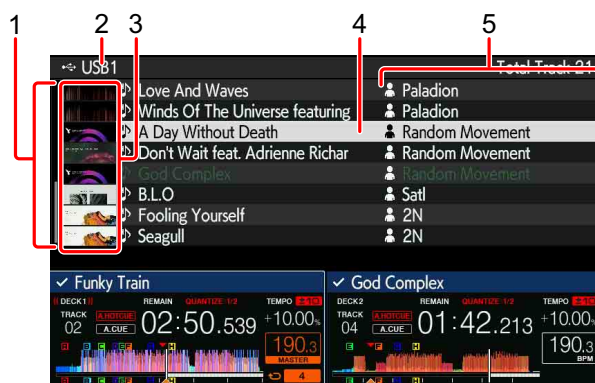 1 2 3 4 5
USB1 Total Track 21
Love And Waves Paladion
Winds Of The Universe featuring Paladion
A Day Without Death Random Movement
Don't Wait feat. Adrienne Richar Random Movement
God Complex Random Movement
B.L.O Satl
Fooling Yourself 2N
Seagull 2N
✓ Funky Train ✓ God Complex
DECK1 REMAIN QUANTIZE 1/2 TEMPO ±10 DECK2 REMAIN QUANTIZE 1/2 TEMPO ±10
TRACK 02 A.HOTCUE A.CUE 02:50.539 +10.00% TRACK 04 A.HOTCUE A.CUE 01:42.213 +10.00%
190.3 MASTER 190.3 BPM
4